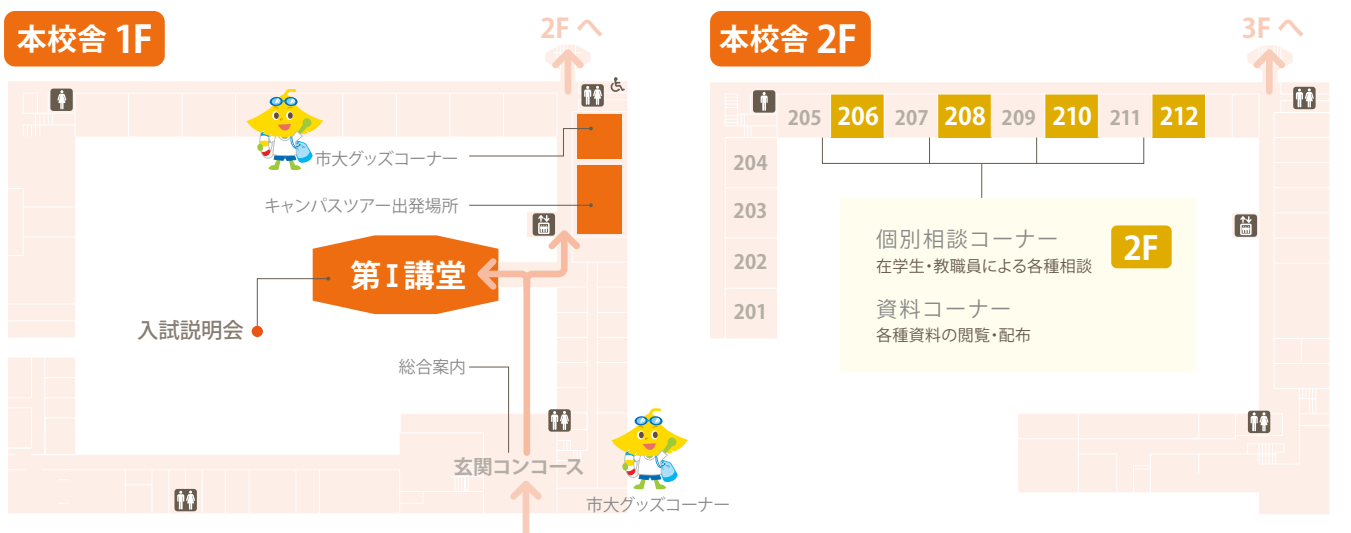 本校舎 1F
2F へ
市大グッズコーナー
キャンパスツアー出発場所
第Ⅰ講堂
入試説明会
総合案内
玄関コンコース
市大グッズコーナー
本校舎 2F
3F へ
205 206 207 208 209 210 211 212
204
203
202
201
個別相談コーナー
在学生・教職員による各種相談
2F
資料コーナー
各種資料の閲覧・配布